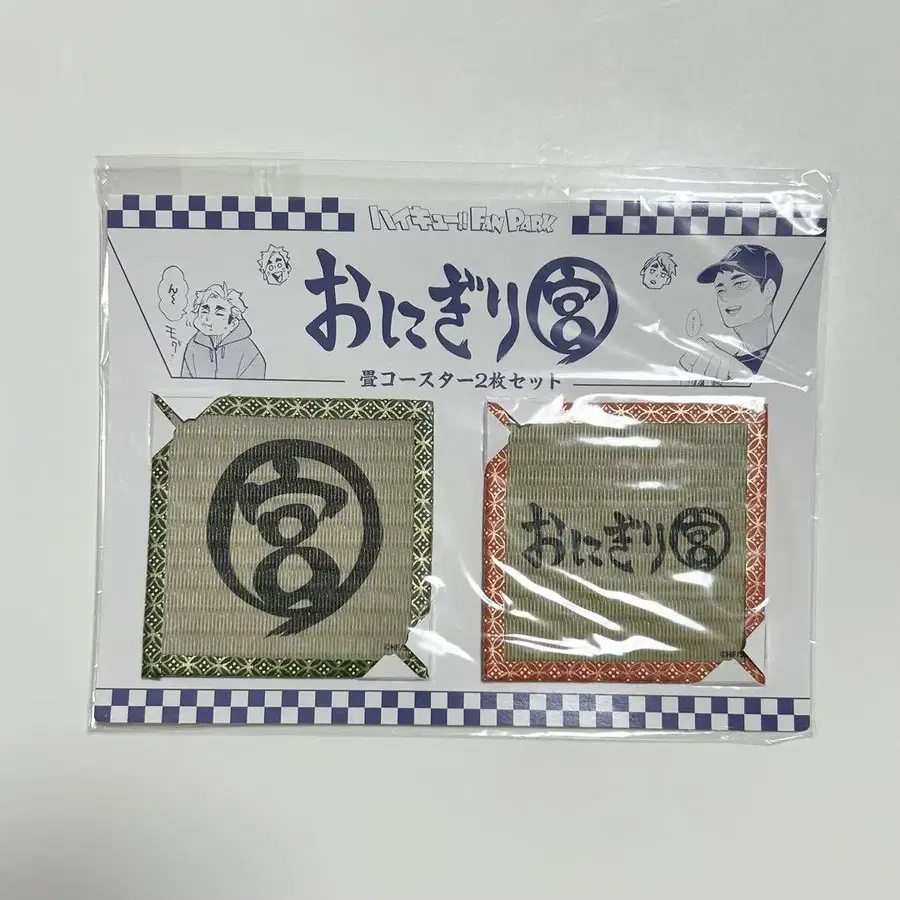 ハイキュー!! FAN PARK
おにぎり宮
ん〜
モグ
畳コースター2枚セット
宮
おにぎり宮